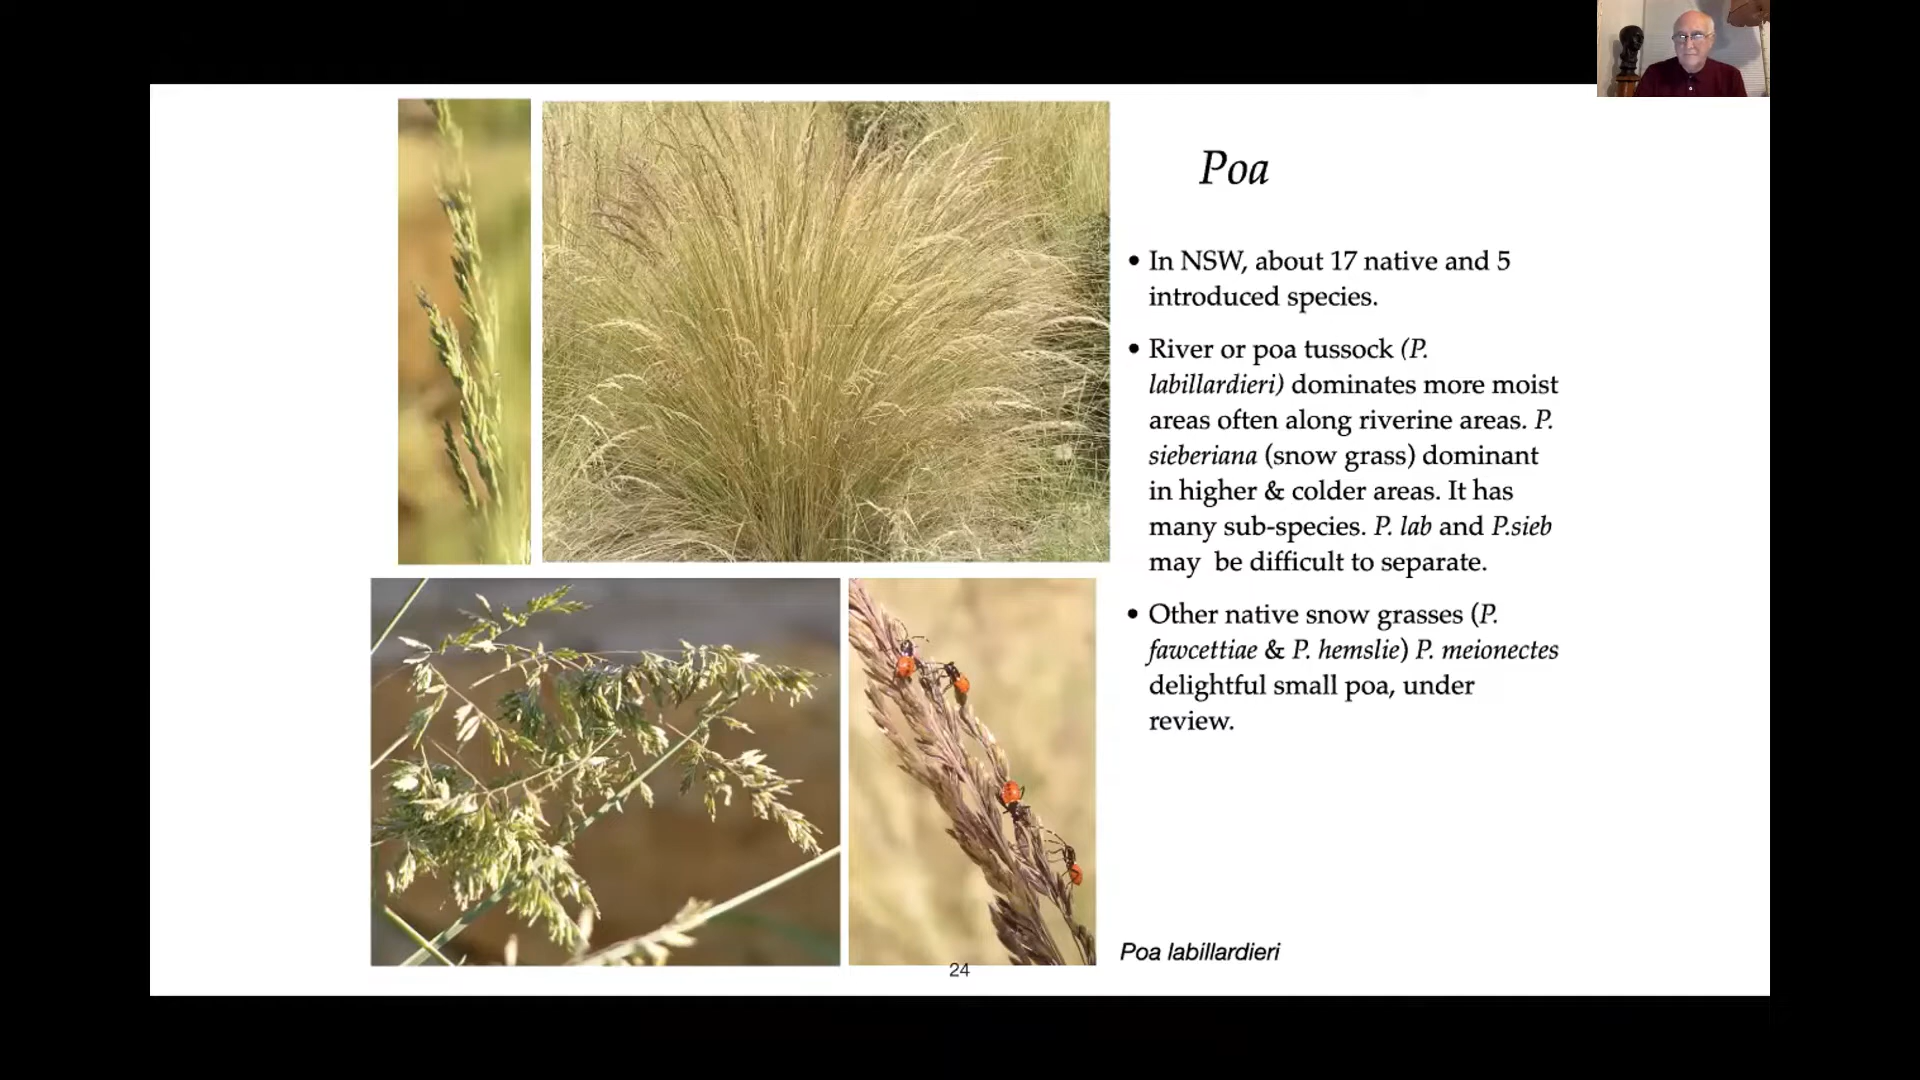 Poa
• In NSW, about 17 native and 5
introduced species.
• River or poa tussock (P.
labillardieri) dominates more moist
areas often along riverine areas. P.
sieberiana (snow grass) dominant
in higher & colder areas. It has
many sub-species. P. lab and P.sieb
may  be difficult to separate.
• Other native snow grasses (P.
fawcettiae & P. hemslie) P. meionectes
delightful small poa, under
review.
Poa labillardieri
24